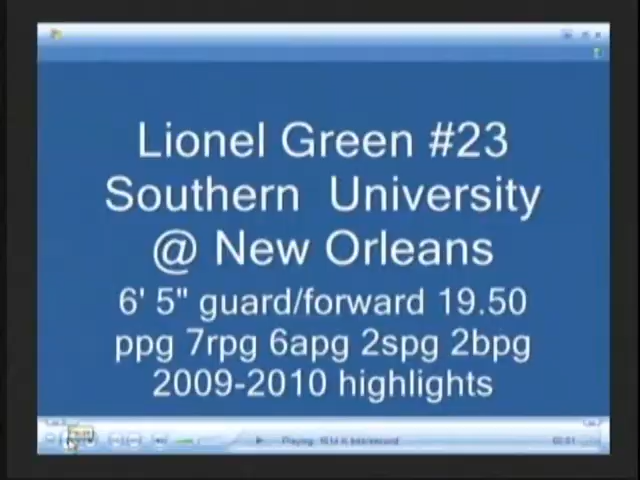 Lionel Green #23
Southern University
@ New Orleans
6' 5" guard/forward 19.50
ppg 7rpg 6apg 2spg 2bpg
2009-2010 highlights